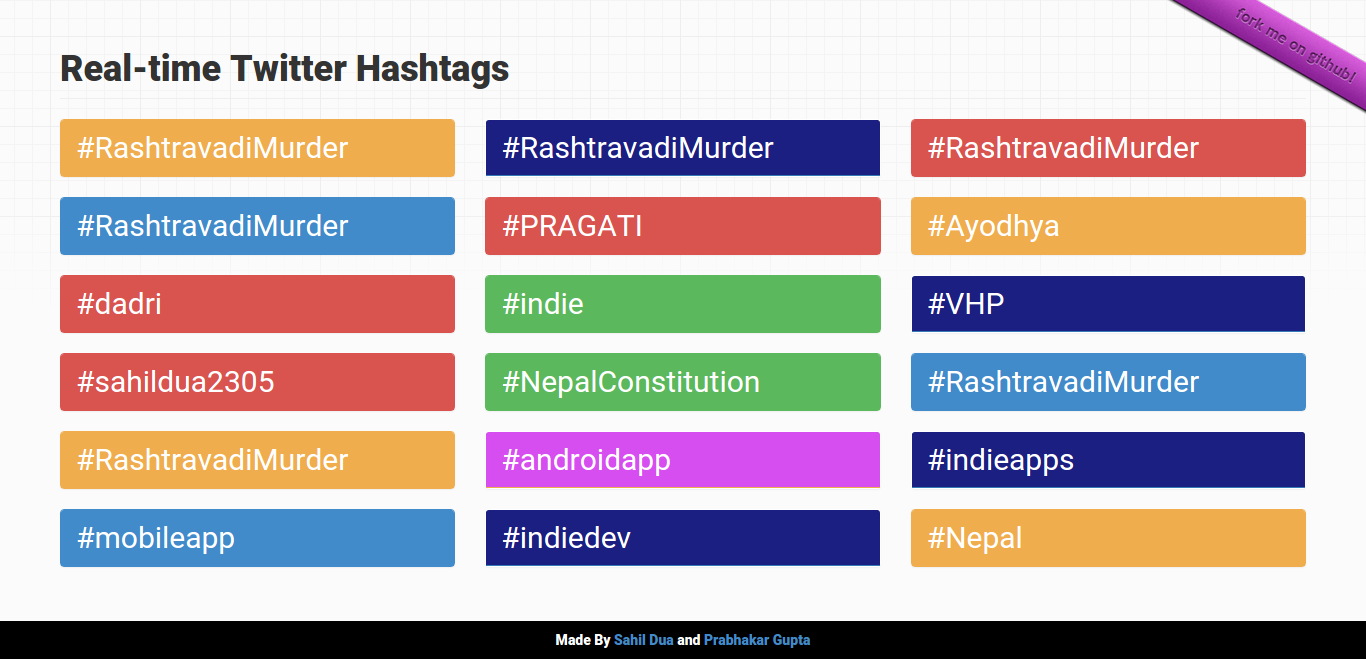 fork me on github!
Real-time Twitter Hashtags
#RashtravadiMurder #RashtravadiMurder #RashtravadiMurder
#RashtravadiMurder #PRAGATI #Ayodhya
#dadri #indie #VHP
#sahildua2305 #NepalConstitution #RashtravadiMurder
#RashtravadiMurder #androidapp #indieapps
#mobileapp #indiedev #Nepal
Made By Sahil Dua and Prabhakar Gupta